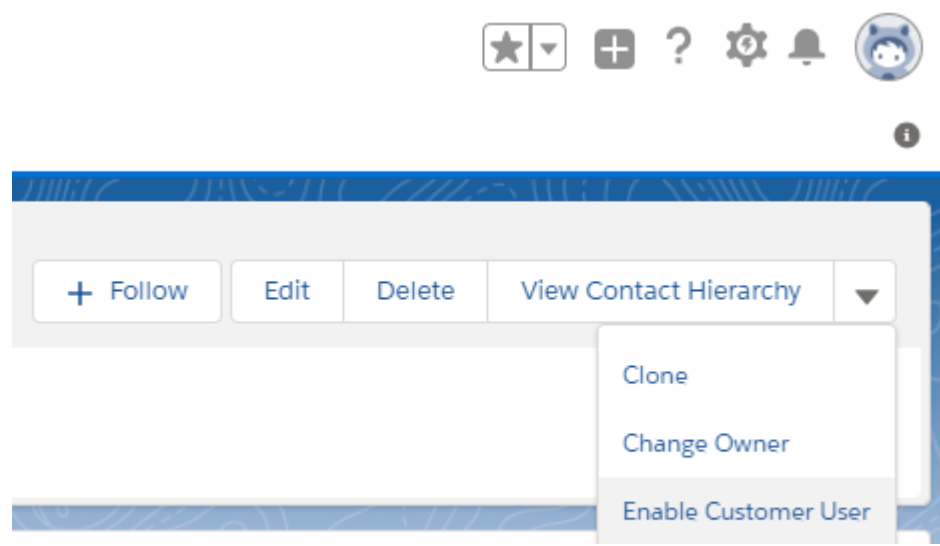 + Follow Edit Delete View Contact Hierarchy
Clone
Change Owner
Enable Customer User